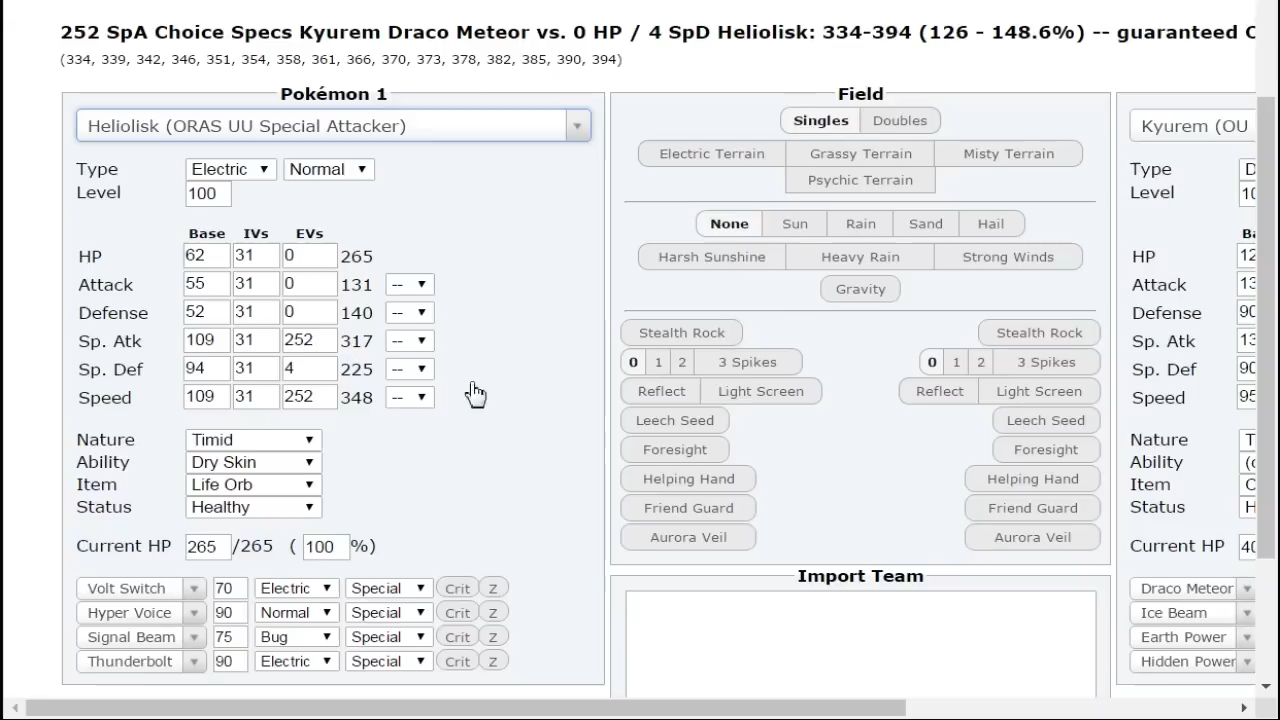 252 SpA Choice Specs Kyurem Draco Meteor vs. 0 HP / 4 SpD Heliolisk: 334-394 (126 - 148.6%) -- guaranteed
(334, 339, 342, 346, 351, 354, 358, 361, 366, 370, 373, 378, 382, 385, 390, 394)
Pokémon 1
Heliolisk (ORAS UU Special Attacker)
Type Electric Normal
Level 100
Base IVs EVs
HP 62 31 0 265
Attack 55 31 0 131 --
Defense 52 31 0 140 --
Sp. Atk 109 31 252 317 --
Sp. Def 94 31 4 225 --
Speed 109 31 252 348 --
Nature Timid
Ability Dry Skin
Item Life Orb
Status Healthy
Current HP 265 /265 ( 100 %)
Volt Switch 70 Electric Special Crit Z
Hyper Voice 90 Normal Special Crit Z
Signal Beam 75 Bug Special Crit Z
Thunderbolt 90 Electric Special Crit Z
Field
Singles Doubles
Electric Terrain Grassy Terrain Misty Terrain
Psychic Terrain
None Sun Rain Sand Hail
Harsh Sunshine Heavy Rain Strong Winds
Gravity
Stealth Rock Stealth Rock
0 1 2 3 Spikes 0 1 2 3 Spikes
Reflect Light Screen Reflect Light Screen
Leech Seed Leech Seed
Foresight Foresight
Helping Hand Helping Hand
Friend Guard Friend Guard
Aurora Veil Aurora Veil
Import Team
Kyurem (OU
Type
Level
HP
Attack
Defense
Sp. Atk
Sp. Def
Speed
Nature
Ability
Item
Status
Current HP
Draco Meteor
Ice Beam
Earth Power
Hidden Power